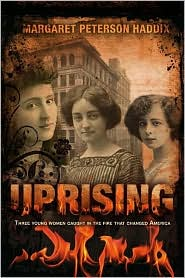 MARGARET PETERSON HADDIX
UPRISING
THREE YOUNG WOMEN CAUGHT IN THE FIRE THAT CHANGED AMERICA